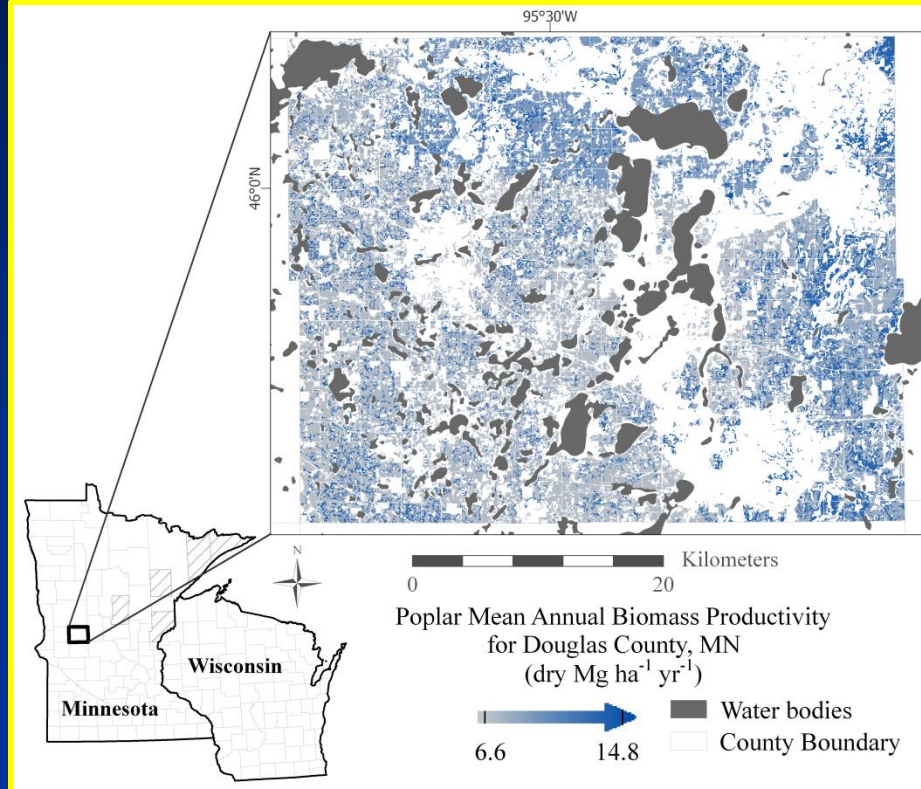 95°30'W
46°0'N
N
Kilometers
0 20
Poplar Mean Annual Biomass Productivity
for Douglas County, MN
(dry Mg ha⁻¹ yr⁻¹)
Wisconsin
Minnesota
6.6 14.8
Water bodies
County Boundary